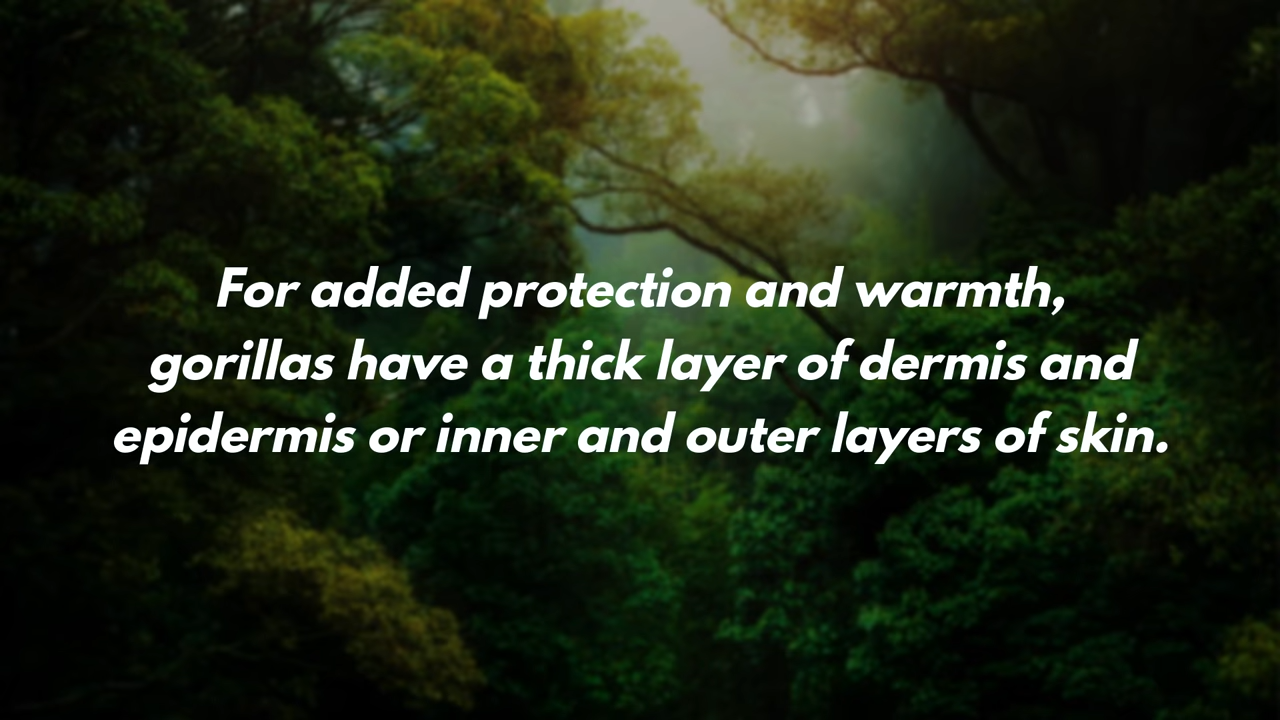 For added protection and warmth,
gorillas have a thick layer of dermis and
epidermis or inner and outer layers of skin.